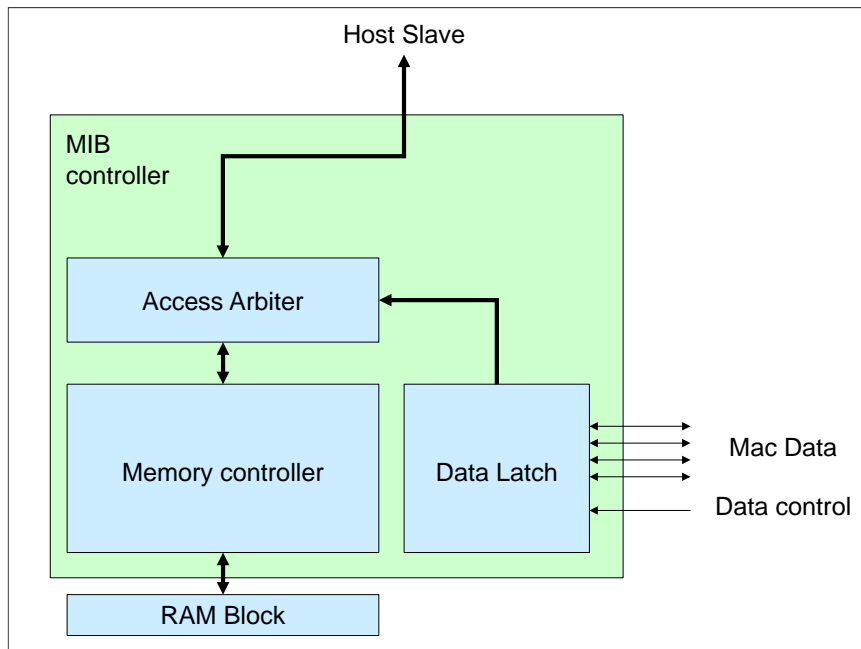 Host Slave
MIB
controller
Access Arbiter
Memory controller
Data Latch
Mac Data
Data control
RAM Block